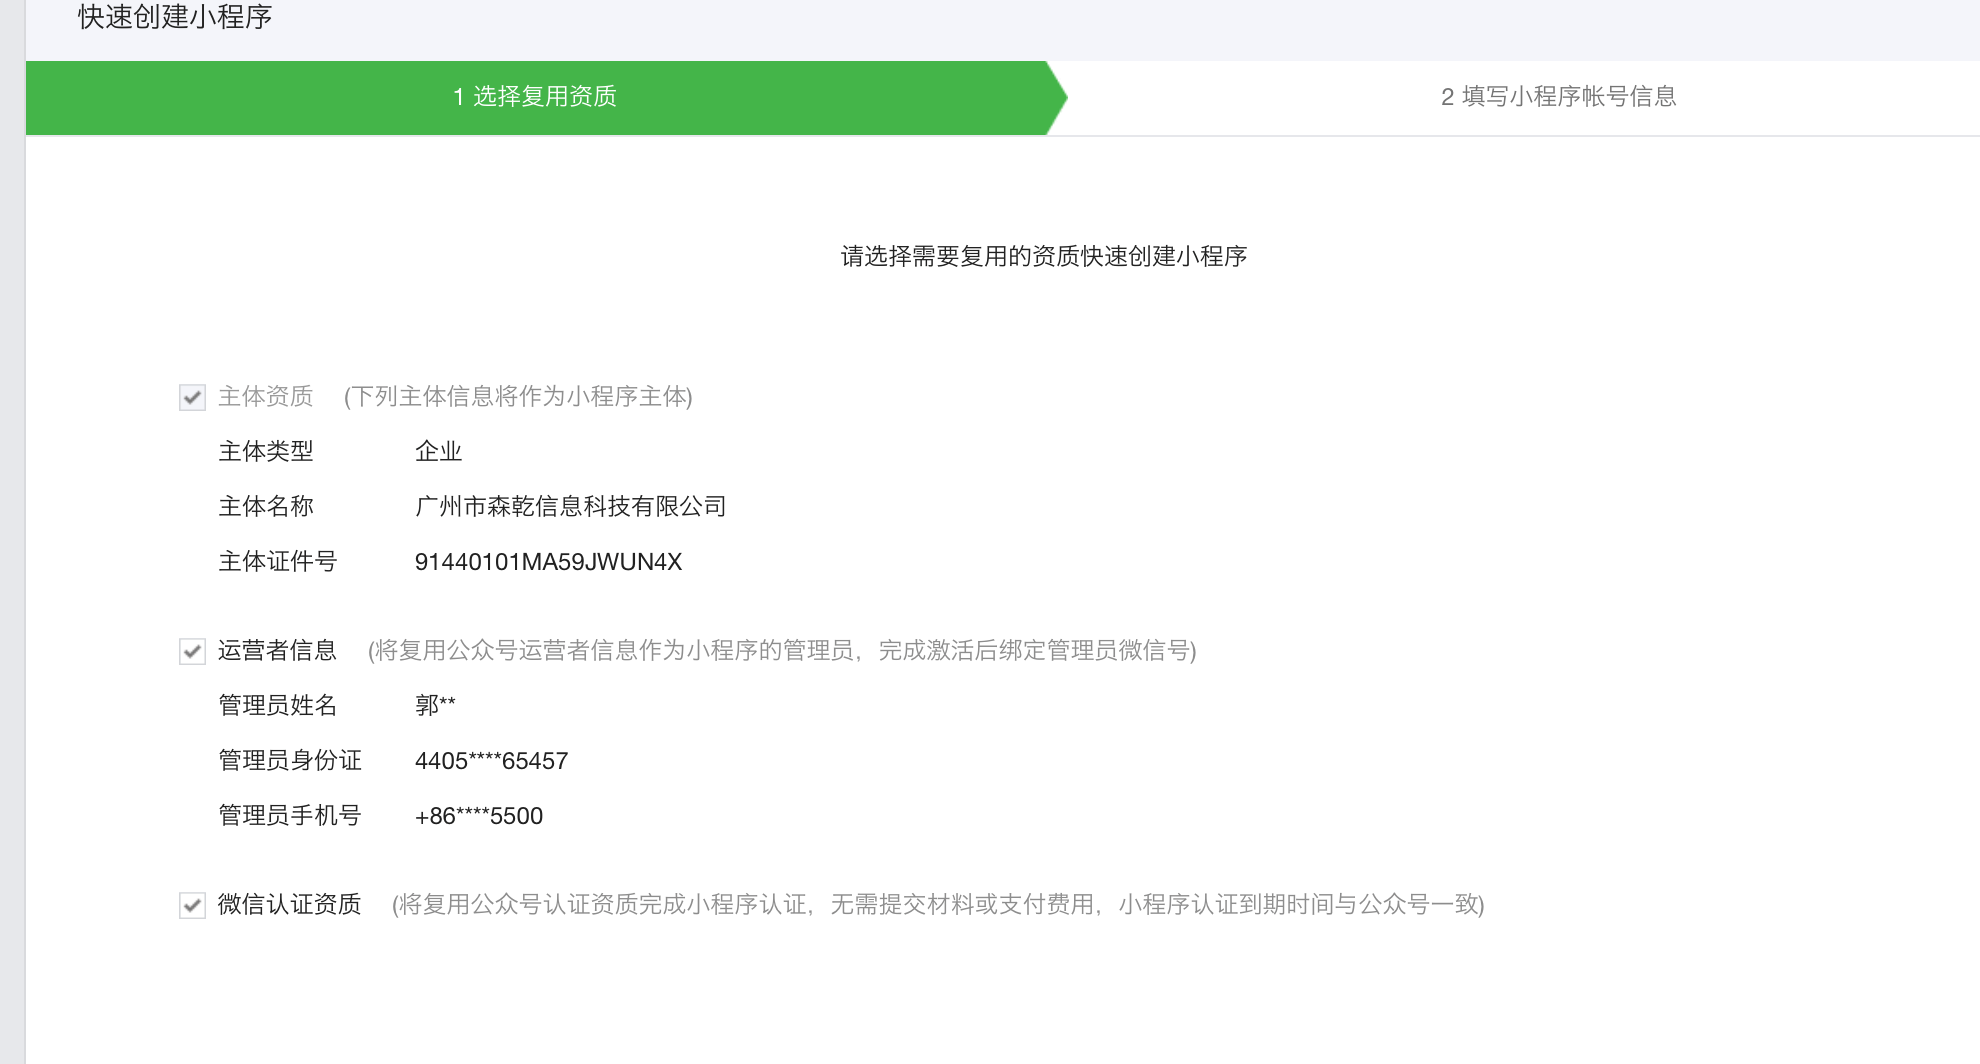 快速创建小程序
1 选择复用资质
2 填写小程序帐号信息
请选择需要复用的资质快速创建小程序
主体资质 (下列主体信息将作为小程序主体)
主体类型 企业
主体名称 广州市森乾信息科技有限公司
主体证件号 91440101MA59JWUN4X
运营者信息 (将复用公众号运营者信息作为小程序的管理员，完成激活后绑定管理员微信号)
管理员姓名 郭**
管理员身份证 4405****65457
管理员手机号 +86****5500
微信认证资质 (将复用公众号认证资质完成小程序认证，无需提交材料或支付费用，小程序认证到期时间与公众号一致)